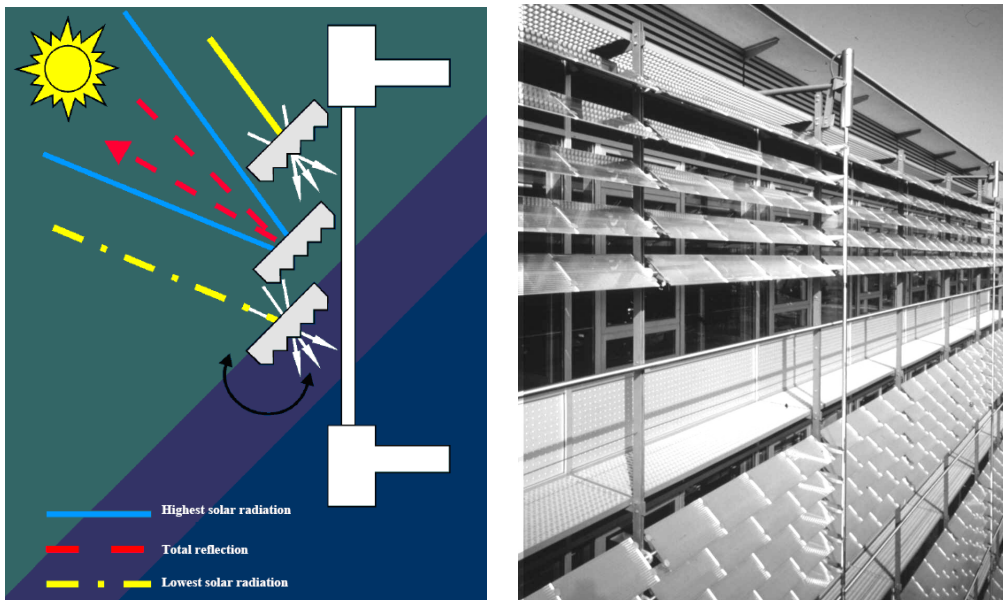 Highest solar radiation
Total reflection
Lowest solar radiation